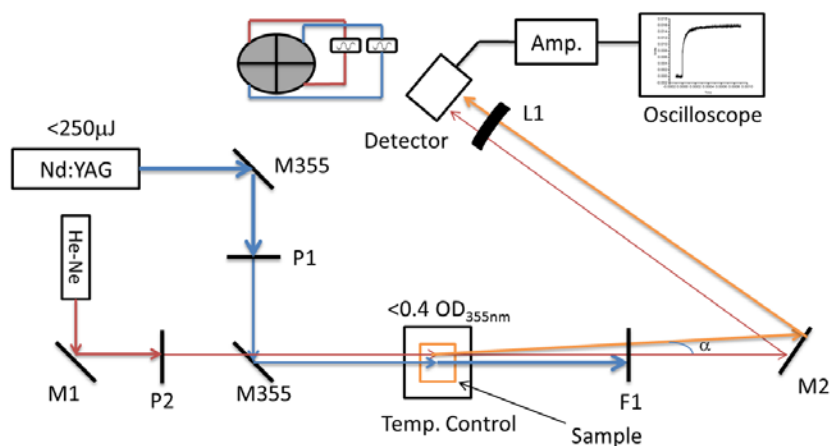 Amp.
L1
Detector
Oscilloscope
<250µJ
Nd:YAG
M355
He-Ne
P1
<0.4 OD355nm
α
M1
P2
M355
Temp. Control
Sample
F1
M2